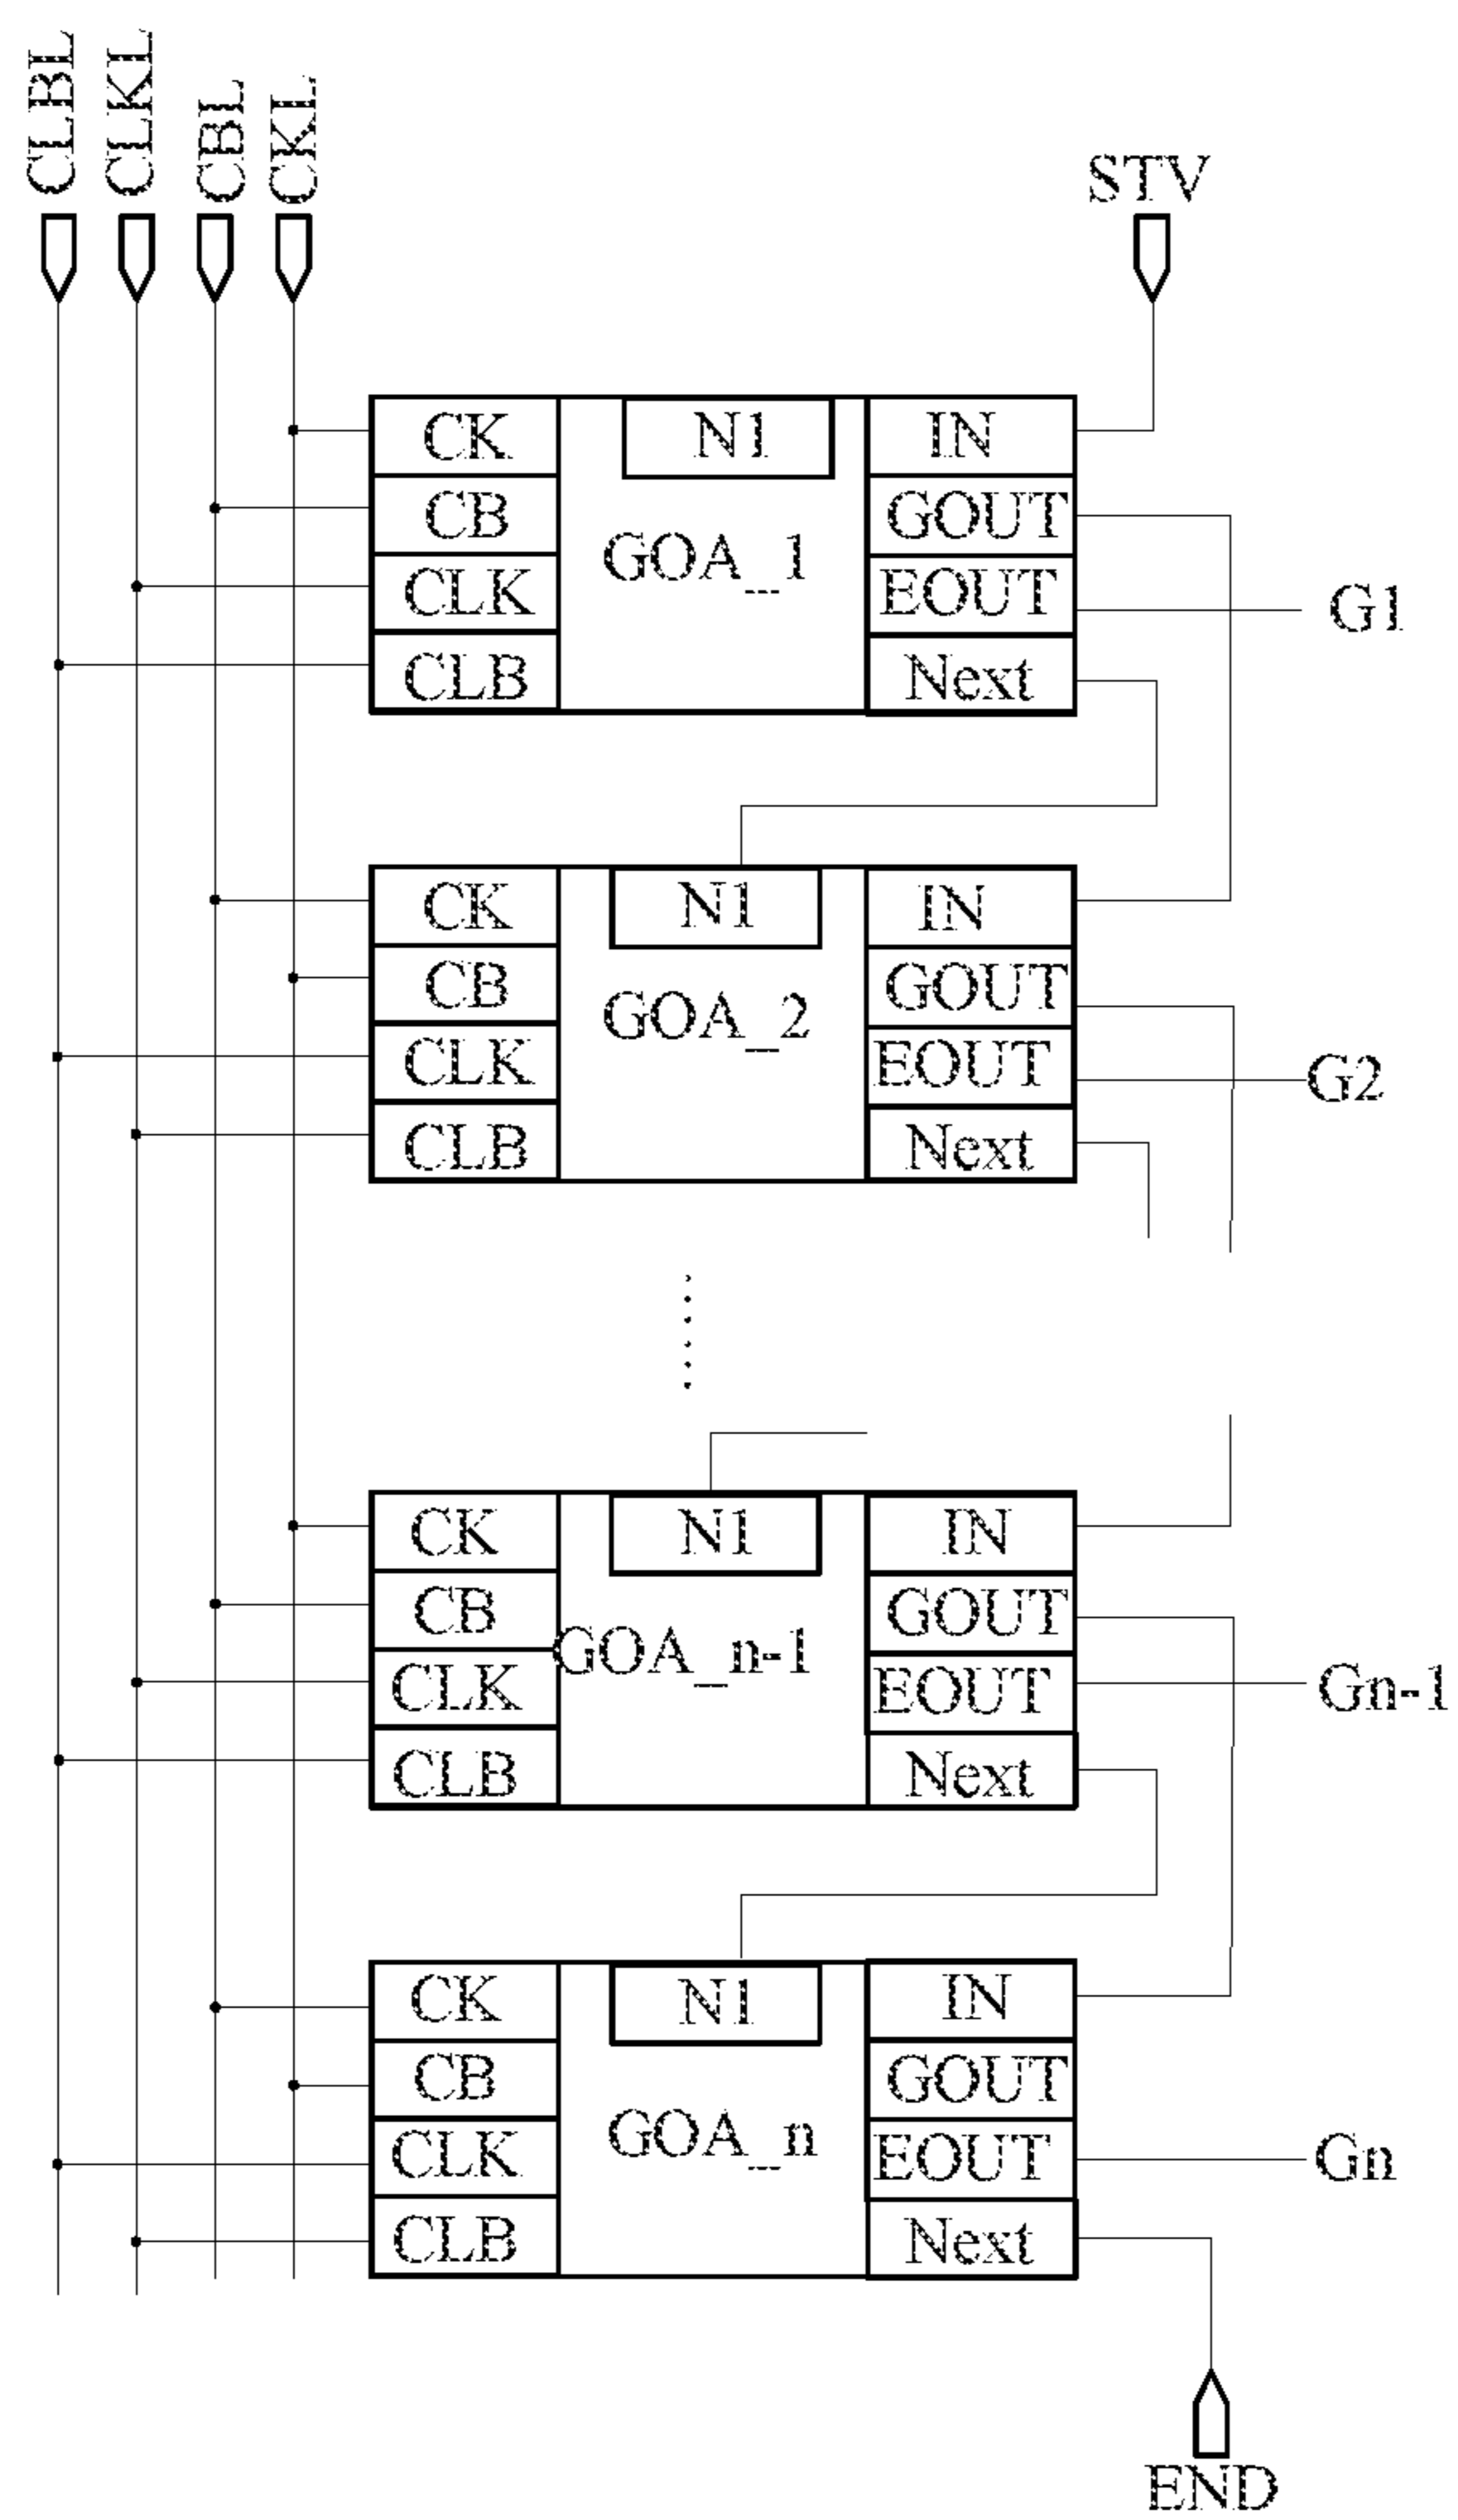 CLBL
CLKL
CBL
CKL
STV
CK
N1
IN
CB
GOUT
GOA_1
CLK
EOUT
G1
CLB
Next
CK
N1
IN
CB
GOUT
GOA_2
CLK
EOUT
G2
CLB
Next
CK
N1
IN
CB
GOUT
GOA_n-1
CLK
EOUT
Gn-1
CLB
Next
CK
N1
IN
CB
GOUT
GOA_n
CLK
EOUT
Gn
CLB
Next
END